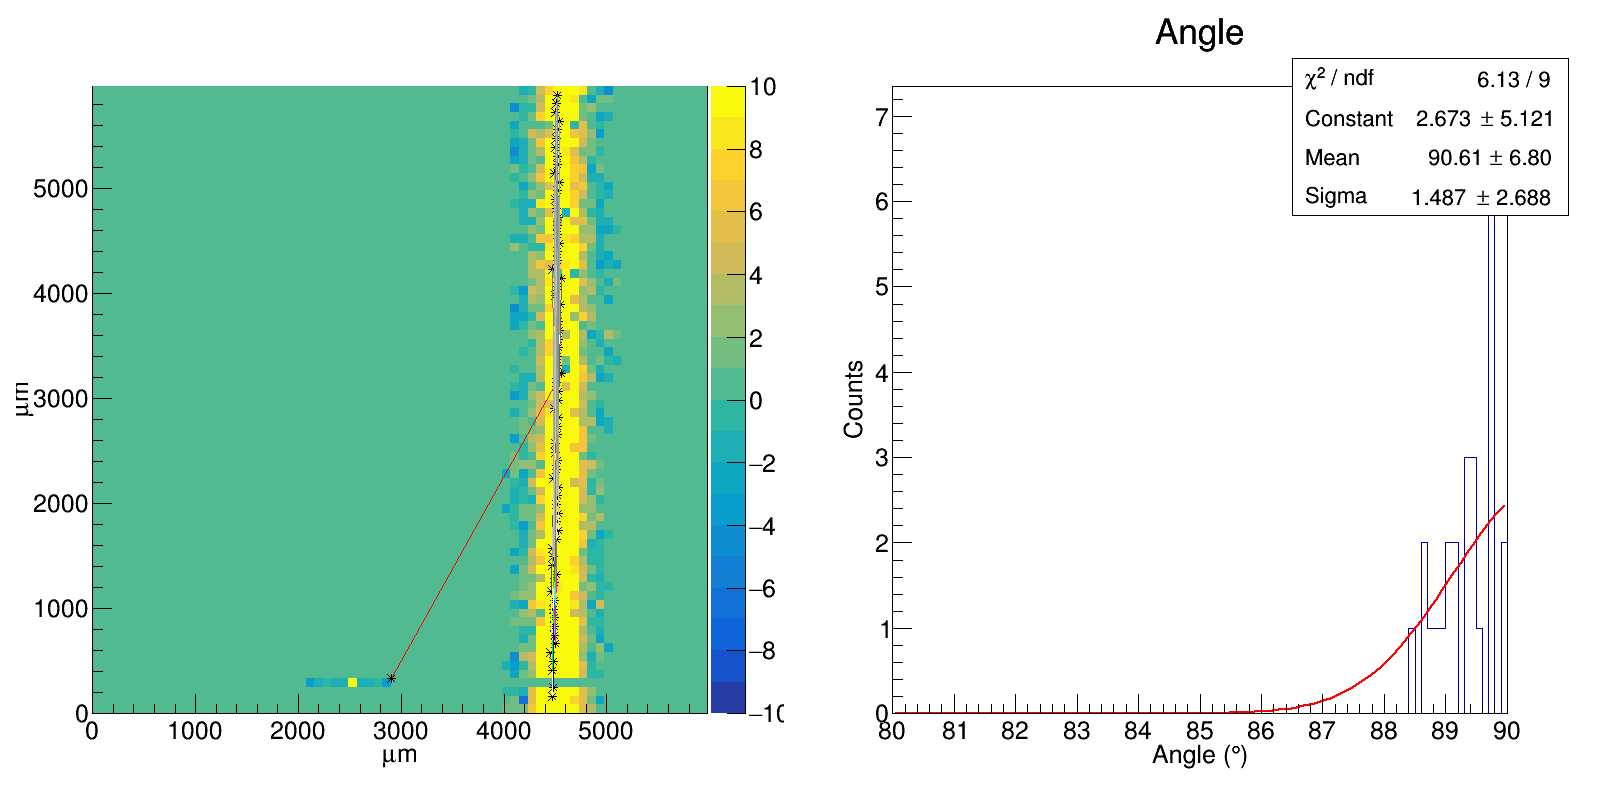 Angle
χ² / ndf 6.13 / 9
Constant 2.673 ± 5.121
Mean 90.61 ± 6.80
Sigma 1.487 ± 2.688
μm
5000
4000
3000
2000
1000
0
0 1000 2000 3000 4000 5000
μm
10
8
6
4
2
0
−2
−4
−6
−8
−10
Counts
7
6
5
4
3
2
1
0
80 81 82 83 84 85 86 87 88 89 90
Angle (°)